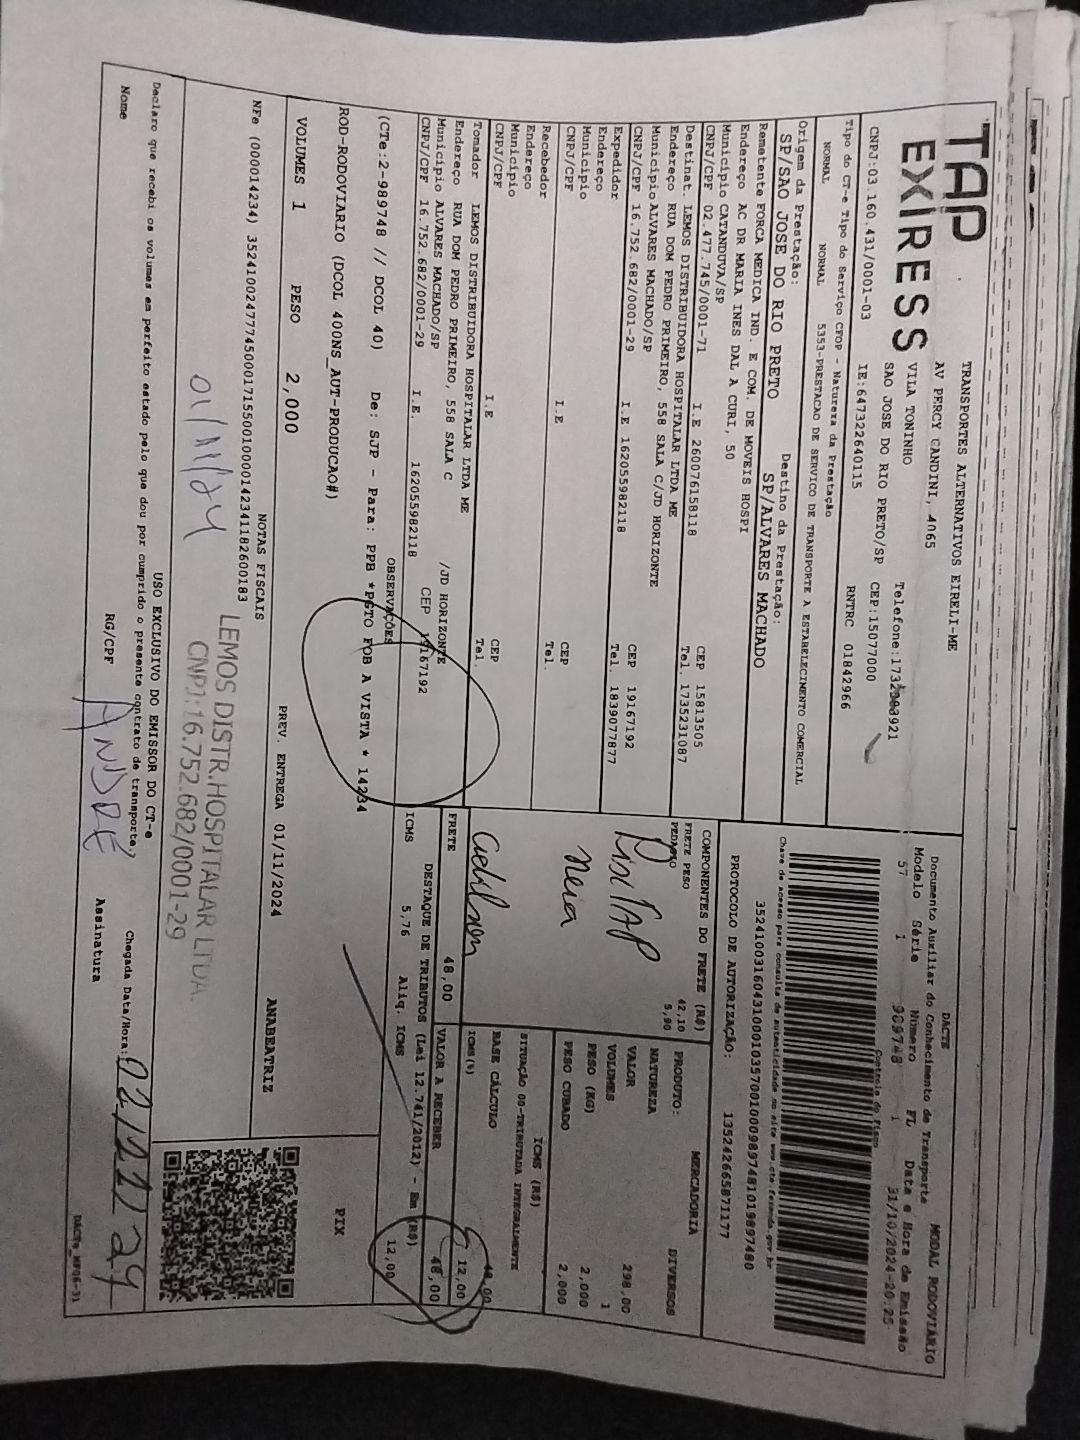 TAP
EXIRESS
TRANSPORTES ALTERNATIVOS EIRELI-ME
AV PERCY GANDINI, 4065
VILA TONINHO
SAO JOSE DO RIO PRETO/SP CEP:15077000
CNPJ:03.160.431/0001-03 IE:647322640115 RNTRC 01842966
Tipo do CT-e Tipo do Serviço CFOP - Natureza da Prestação
NORMAL NORMAL 5353-PRESTACAO DE SERVICO DE TRANSPORTE A ESTABELECIMENTO COMERCIAL
Origem da Prestação: Destino da Prestação:
SP/SAO JOSE DO RIO PRETO SP/ALVARES MACHADO
Remetente FORCA MEDICA IND. E COM. DE MOVEIS HOSPI
Endereço AC DR MARIA INES DAL A CURI, 50
Município CATANDUVA/SP CEP 15813505
CNPJ/CPF 02.477.745/0001-71 I.E 260076158118 Tel. 1735231087
Destinat. LEMOS DISTRIBUIDORA HOSPITALAR LTDA ME
Endereço RUA DOM PEDRO PRIMEIRO, 558 SALA C/JD HORIZONTE
Município ALVARES MACHADO/SP CEP 19167192
CNPJ/CPF 16.752.682/0001-29 I.E 162055982118 Tel. 1839077877
Expedidor
Endereço
Município CEP
CNPJ/CPF I.E Tel.
Recebedor
Endereço
Município CEP
CNPJ/CPF I.E Tel.
Tomador LEMOS DISTRIBUIDORA HOSPITALAR LTDA ME
Endereço RUA DOM PEDRO PRIMEIRO, 558 SALA C /JD HORIZONTE
Município ALVARES MACHADO/SP CEP 19167192
CNPJ/CPF 16.752.682/0001-29 I.E. 162055982118
OBSERVAÇÕES
(CTe:2-989748 // DCOL 40) De: SJP - Para: PPB *PGTO FOB A VISTA * 14234
ROD-RODOVIARIO (DCOL 400NS_AUT-PRODUCAO#)
DACTE MODAL RODOVIÁRIO
Documento Auxiliar do Conhecimento de Transporte
Modelo Série Número FL Data e Hora de Emissão
57 1 989748 1 31/10/2024-20:25
Controle do Fisco
Chave de acesso para consulta de autenticidade no site www.cte.fazenda.gov.br
35241003160431000103570010009897481019897480
PROTOCOLO DE AUTORIZAÇÃO: 135242665871177
COMPONENTES DO FRETE (R$)
FRETE PESO 42,10
PEDAGIO 5,90
PRODUTO: MERCADORIA
NATUREZA DIVERSOS
VALOR 298,00
VOLUMES 1
PESO (KG) 2,000
PESO CUBADO 2,000
ICMS (R$)
SITUAÇÃO 00-TRIBUTADA INTEGRALMENTE
BASE CÁLCULO 48,00
ICMS(%) 12,00
FRETE 48,00 VALOR A RECEBER 48,00
DESTAQUE DE TRIBUTOS (Lei 12.741/2012) - Em (R$)
ICMS 5,76 Aliq. ICMS 12,00
VOLUMES 1 PESO 2,000 PREV. ENTREGA 01/11/2024 ANABEATRIZ
PIX
NOTAS FISCAIS
NFe (000014234) 35241002477745000171550010000142341182600183
01/11/24
LEMOS DISTR.HOSPITALAR LTDA.
CNPJ:16.752.682/0001-29
USO EXCLUSIVO DO EMISSOR DO CT-e
Declaro que recebi os volumes em perfeito estado pelo que dou por cumprido o presente contrato de transporte.
Chegada Data/Hora:
Nome RG/CPF ANDRE Assinatura
DACTe_MF06-31